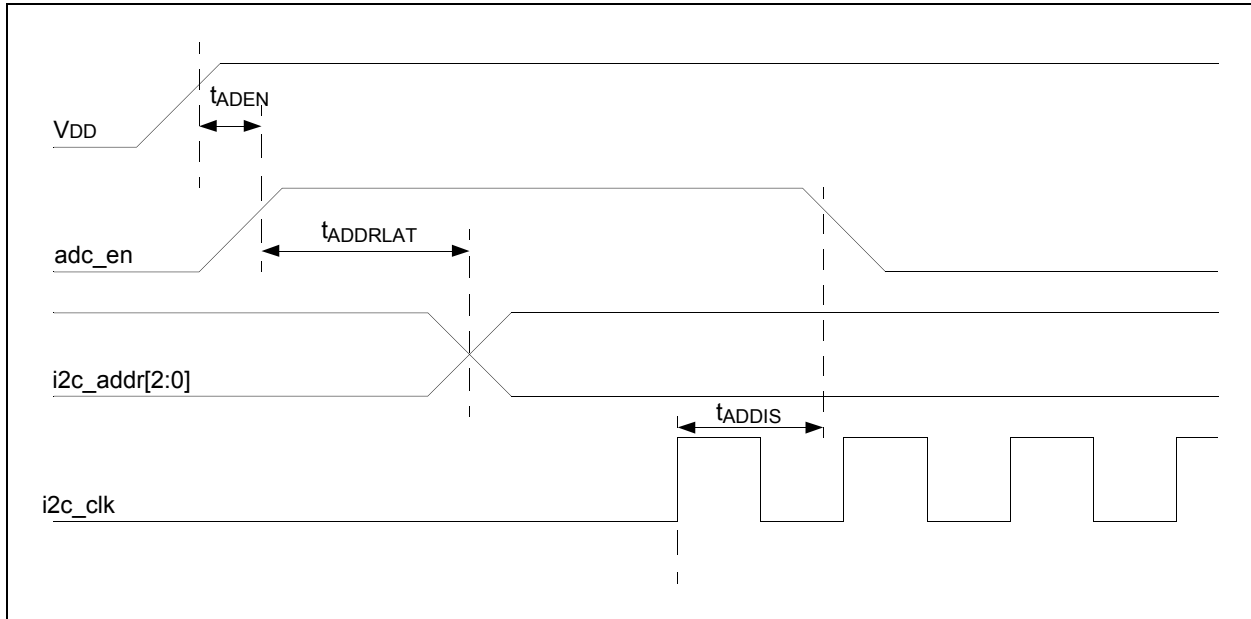 tADEN
VDD
tADDRLAT
adc_en
i2c_addr[2:0]
tADDIS
i2c_clk